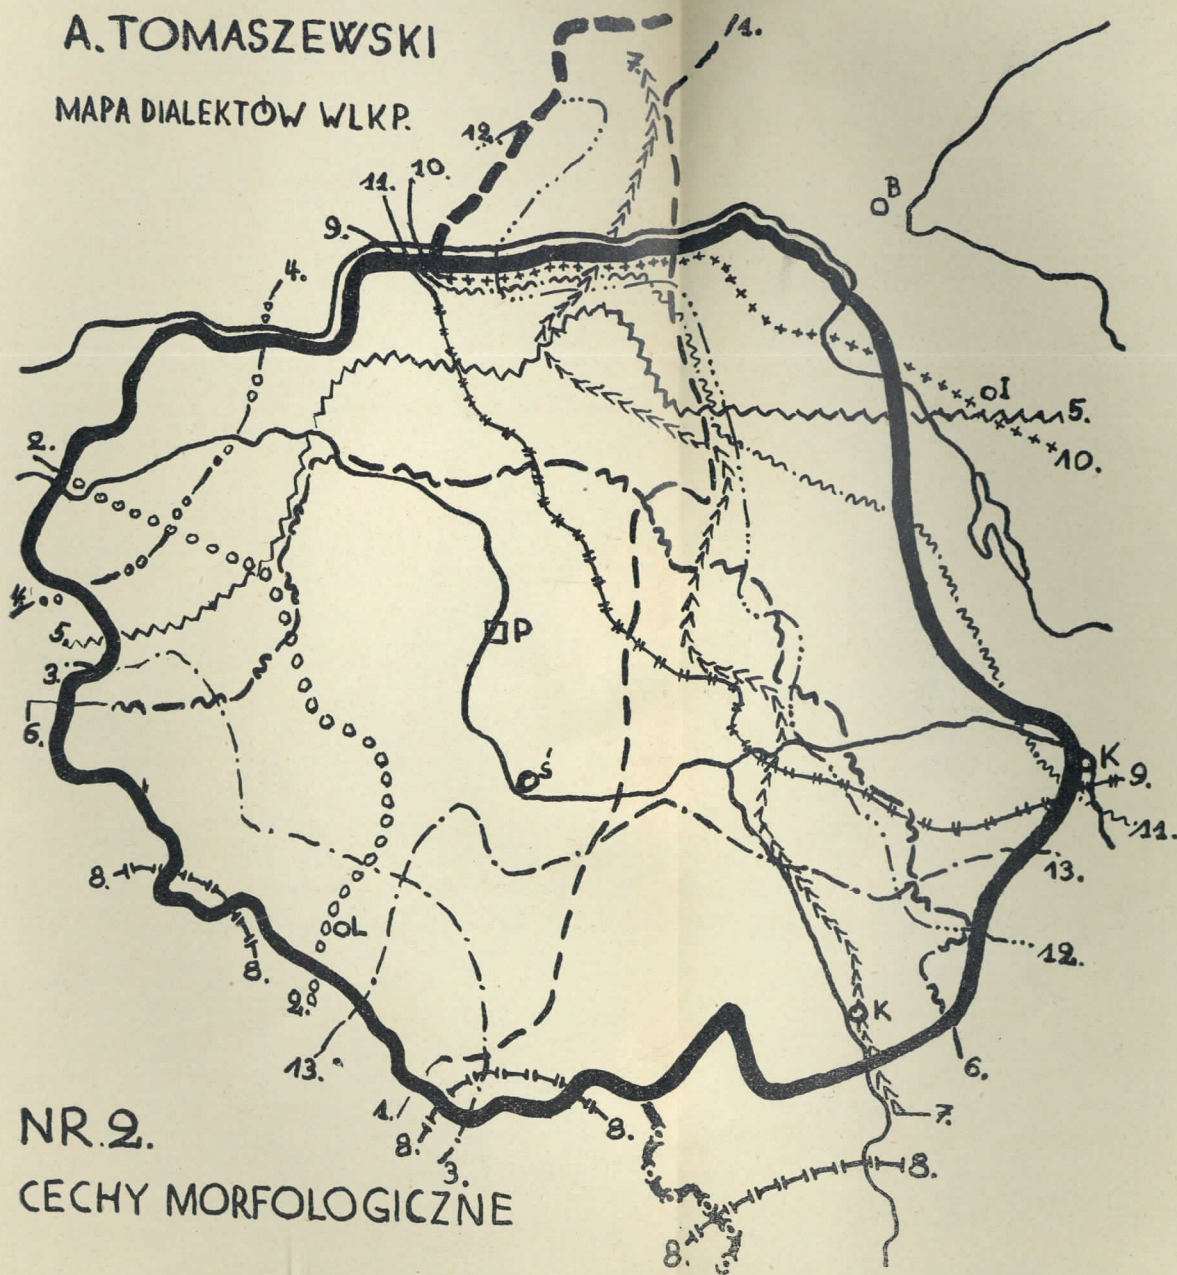 A. TOMASZEWSKI
MAPA DIALEKTÓW WLKP.
7.
12.
10.
11.
9.
B
4.
I
5.
10.
2.
4.
5.
P
3.
6.
K
9.
Ś
11.
13.
8.
OL
12.
8.
2.
K
13.
6.
1.
7.
8.
8.
3.
8.
8.
NR. 2.
CECHY MORFOLOGICZNE